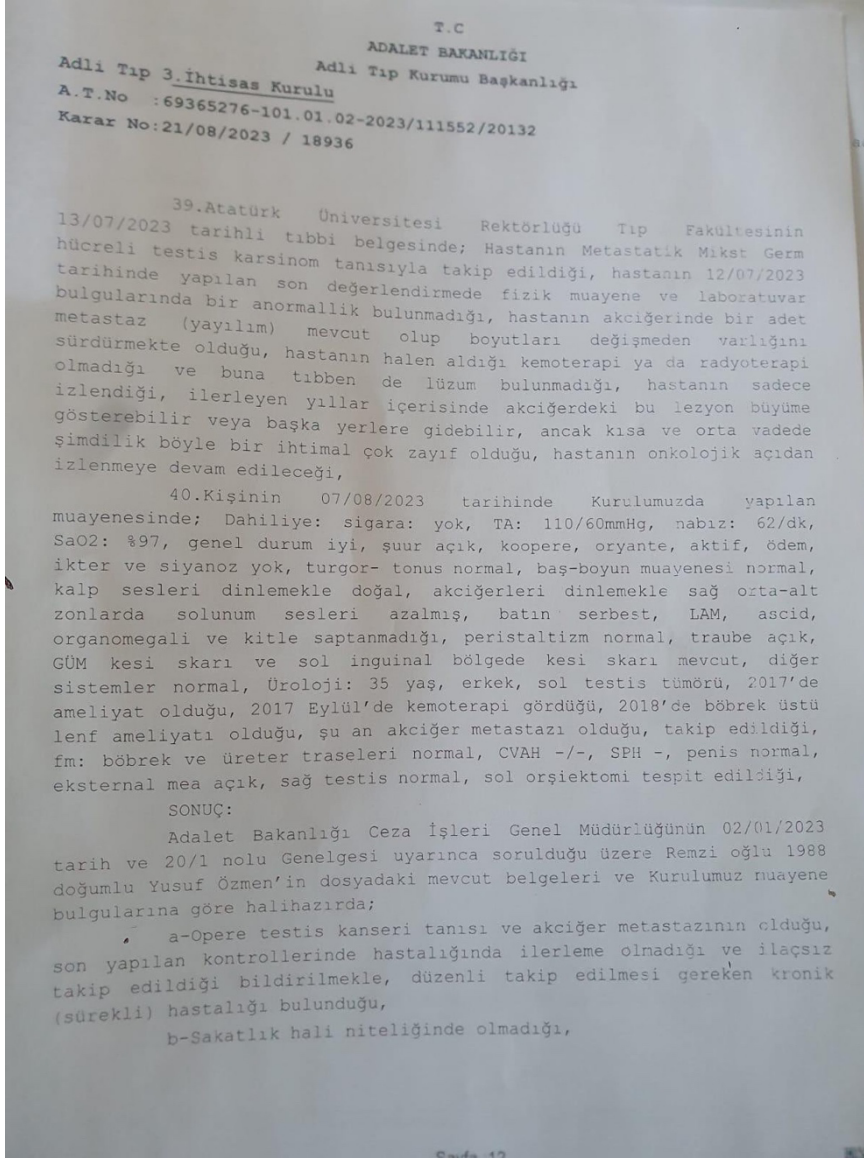 T.C
ADALET BAKANLIĞI
Adli Tıp Kurumu Başkanlığı
Adli Tıp 3.İhtisas Kurulu
A.T.No :69365276-101.01.02-2023/111552/20132
Karar No:21/08/2023 / 18936
39.Atatürk Üniversitesi Rektörlüğü Tıp Fakültesinin
13/07/2023 tarihli tıbbi belgesinde; Hastanın Metastatik Mikst Germ
hücreli testis karsinom tanısıyla takip edildiği, hastanın 12/07/2023
tarihinde yapılan son değerlendirmede fizik muayene ve laboratuvar
bulgularında bir anormallik bulunmadığı, hastanın akciğerinde bir adet
metastaz (yayılım) mevcut olup boyutları değişmeden varlığını
sürdürmekte olduğu, hastanın halen aldığı kemoterapi ya da radyoterapi
olmadığı ve buna tıbben de lüzum bulunmadığı, hastanın sadece
izlendiği, ilerleyen yıllar içerisinde akciğerdeki bu lezyon büyüme
gösterebilir veya başka yerlere gidebilir, ancak kısa ve orta vadede
şimdilik böyle bir ihtimal çok zayıf olduğu, hastanın onkolojik açıdan
izlenmeye devam edileceği,
40.Kişinin 07/08/2023 tarihinde Kurulumuzda yapılan
muayenesinde; Dahiliye: sigara: yok, TA: 110/60mmHg, nabız: 62/dk,
SaO2: %97, genel durum iyi, şuur açık, koopere, oryante, aktif, ödem,
ikter ve siyanoz yok, turgor- tonus normal, baş-boyun muayenesi normal,
kalp sesleri dinlemekle doğal, akciğerleri dinlemekle sağ orta-alt
zonlarda solunum sesleri azalmış, batın serbest, LAM, ascid,
organomegali ve kitle saptanmadığı, peristaltizm normal, traube açık,
GÜM kesi skarı ve sol inguinal bölgede kesi skarı mevcut, diğer
sistemler normal, Üroloji: 35 yaş, erkek, sol testis tümörü, 2017'de
ameliyat olduğu, 2017 Eylül'de kemoterapi gördüğü, 2018'de böbrek üstü
lenf ameliyatı olduğu, şu an akciğer metastazı olduğu, takip edildiği,
fm: böbrek ve üreter traseleri normal, CVAH -/-, SPH -, penis normal,
eksternal mea açık, sağ testis normal, sol orşiektomi tespit edildiği,
SONUÇ:
Adalet Bakanlığı Ceza İşleri Genel Müdürlüğünün 02/01/2023
tarih ve 20/1 nolu Genelgesi uyarınca sorulduğu üzere Remzi oğlu 1988
doğumlu Yusuf Özmen'in dosyadaki mevcut belgeleri ve Kurulumuz muayene
bulgularına göre halihazırda;
a-Opere testis kanseri tanısı ve akciğer metastazının olduğu,
son yapılan kontrollerinde hastalığında ilerleme olmadığı ve ilaçsız
takip edildiği bildirilmekle, düzenli takip edilmesi gereken kronik
(sürekli) hastalığı bulunduğu,
b-Sakatlık hali niteliğinde olmadığı,
Sayfa 12